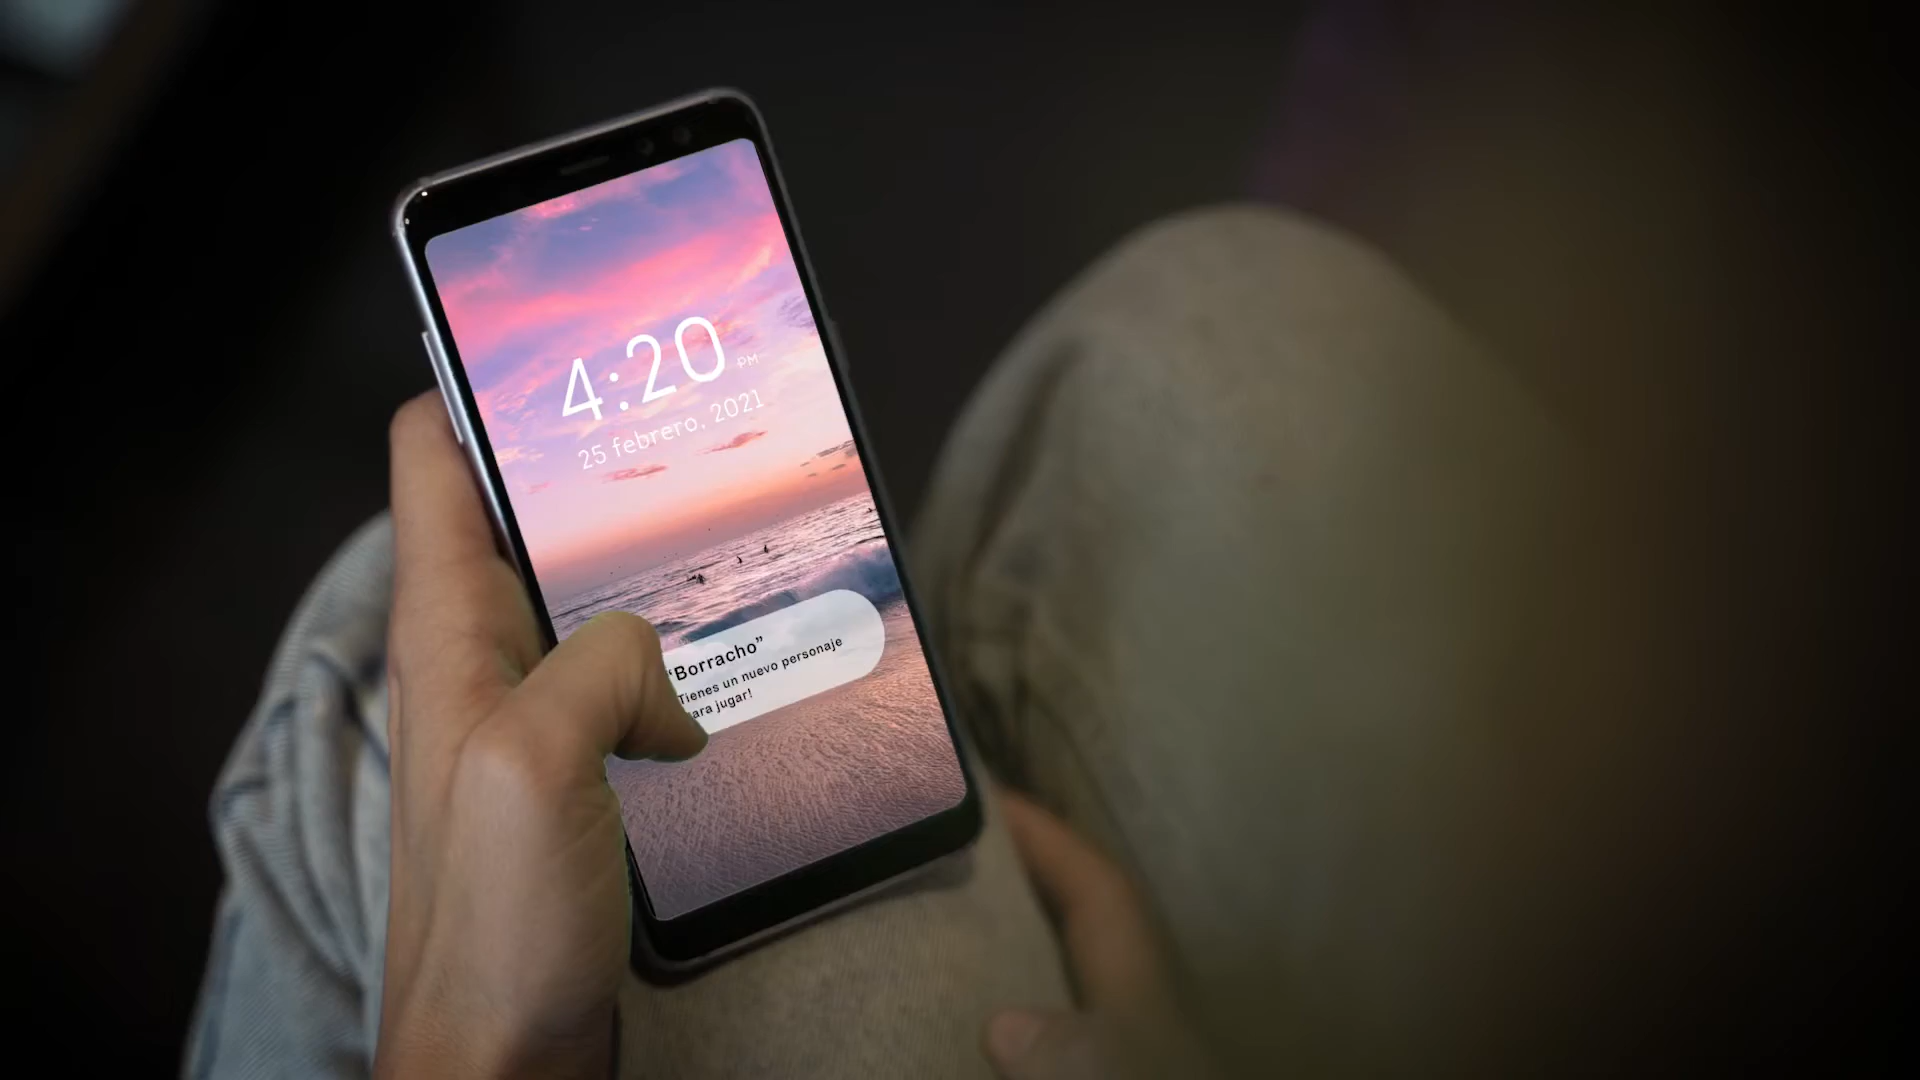 4:20 PM
25 febrero, 2021
“Borracho”
Tienes un nuevo personaje
ara jugar!